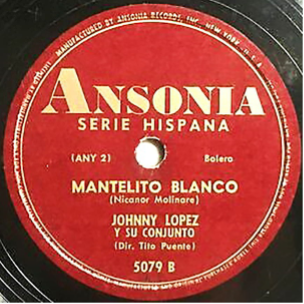 MANUFACTURED BY ANSONIA RECORDS, INC., NEW YORK, N.Y.
ANSONIA
SERIE HISPANA
(ANY 2)
Bolero
MANTELITO BLANCO
(Nicanor Molinare)
JOHNNY LOPEZ
Y SU CONJUNTO
(Dir. Tito Puente)
5079 B